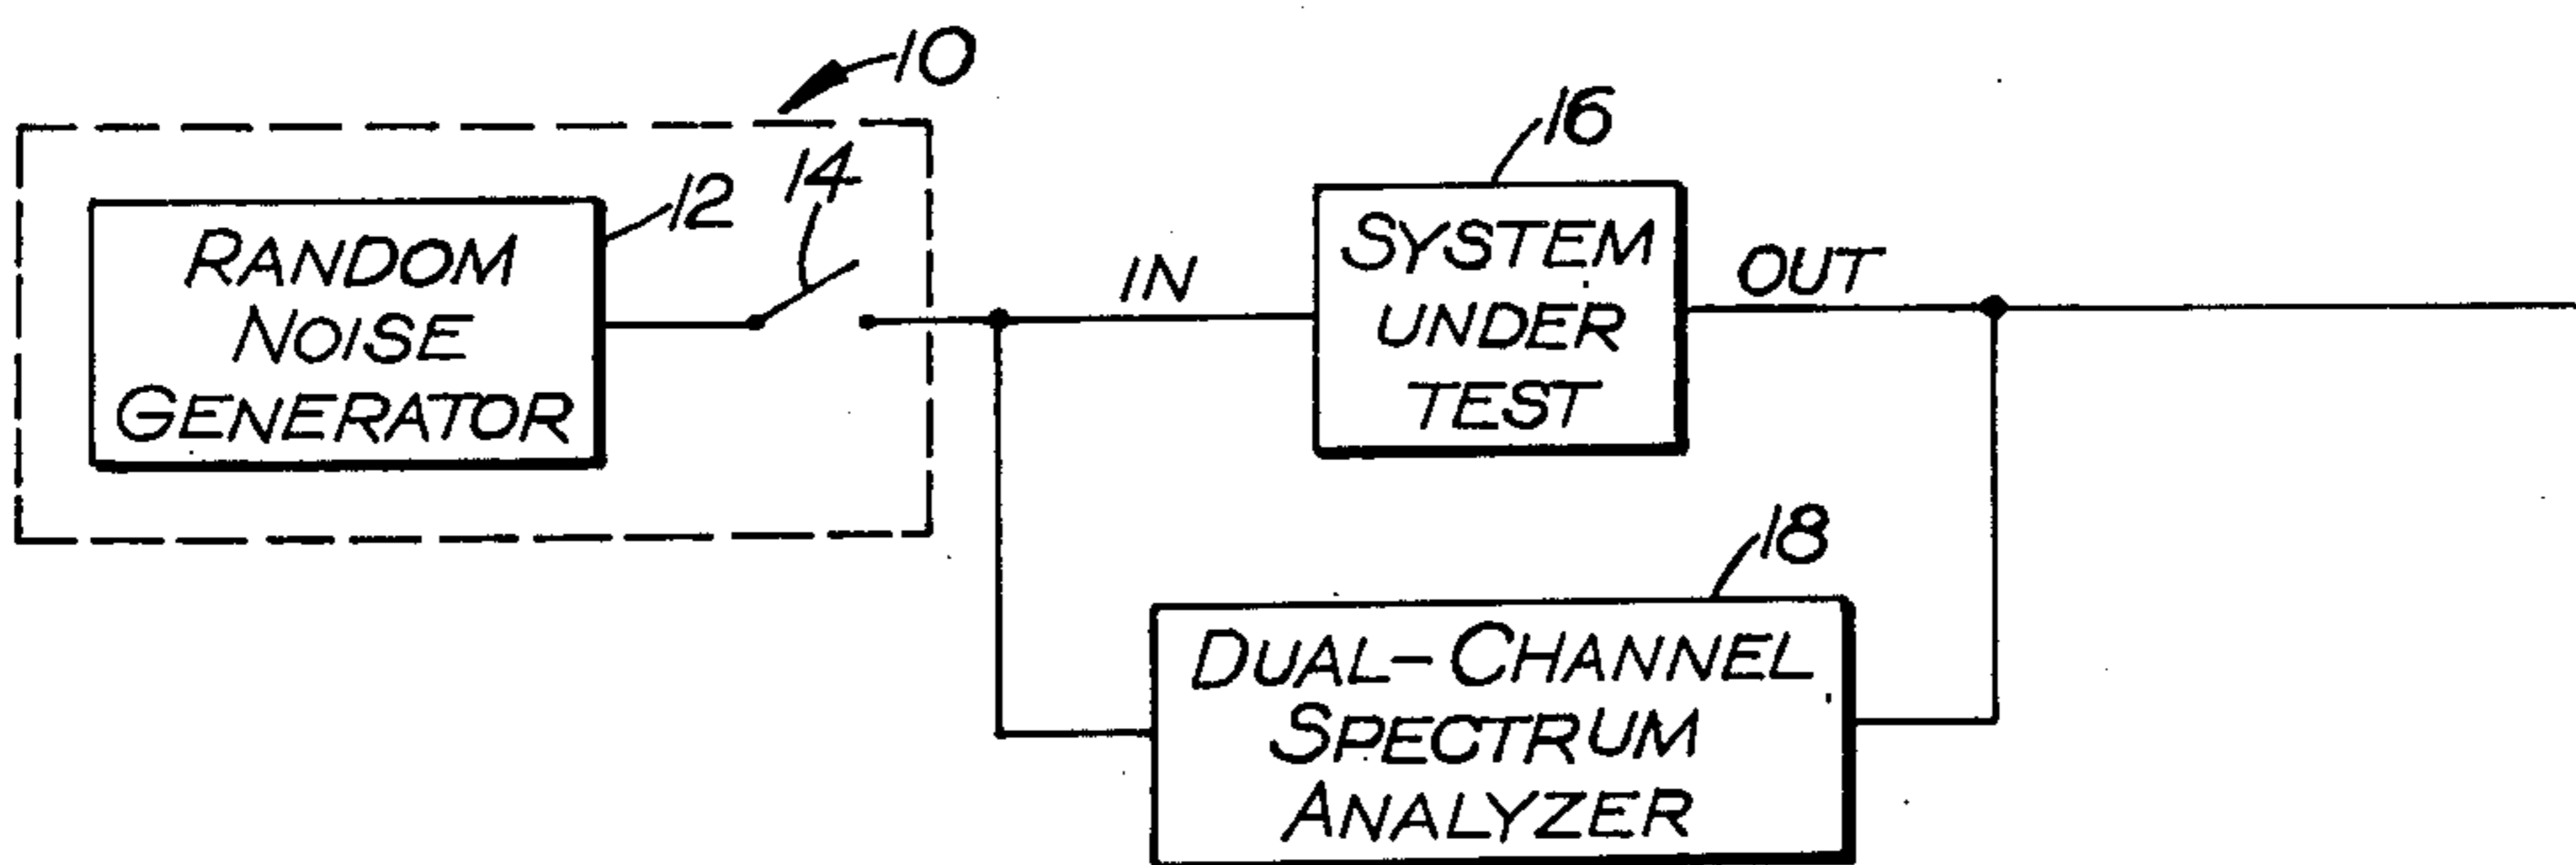 10
12
14
RANDOM
NOISE
GENERATOR
IN
16
SYSTEM
UNDER
TEST
OUT
18
DUAL-CHANNEL
SPECTRUM
ANALYZER